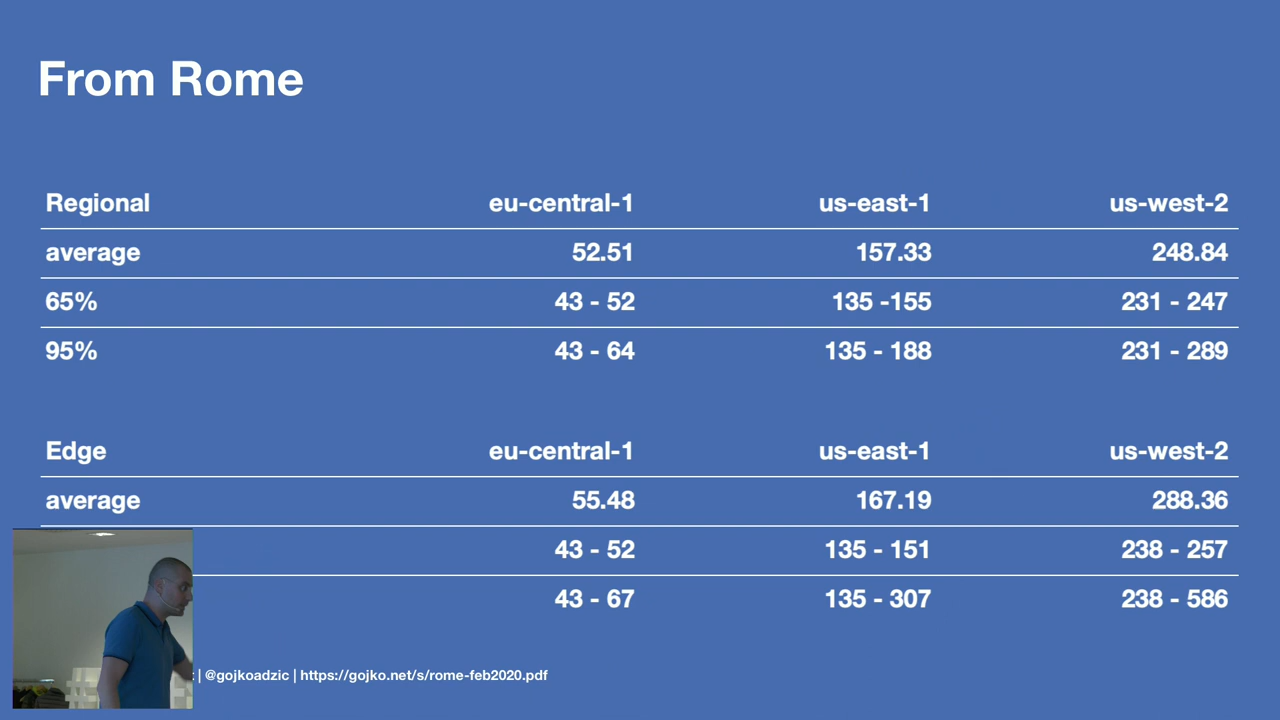 From Rome
Regional eu-central-1 us-east-1 us-west-2
average 52.51 157.33 248.84
65% 43 - 52 135 -155 231 - 247
95% 43 - 64 135 - 188 231 - 289
Edge eu-central-1 us-east-1 us-west-2
average 55.48 167.19 288.36
43 - 52 135 - 151 238 - 257
43 - 67 135 - 307 238 - 586
| @gojkoadzic | https://gojko.net/s/rome-feb2020.pdf